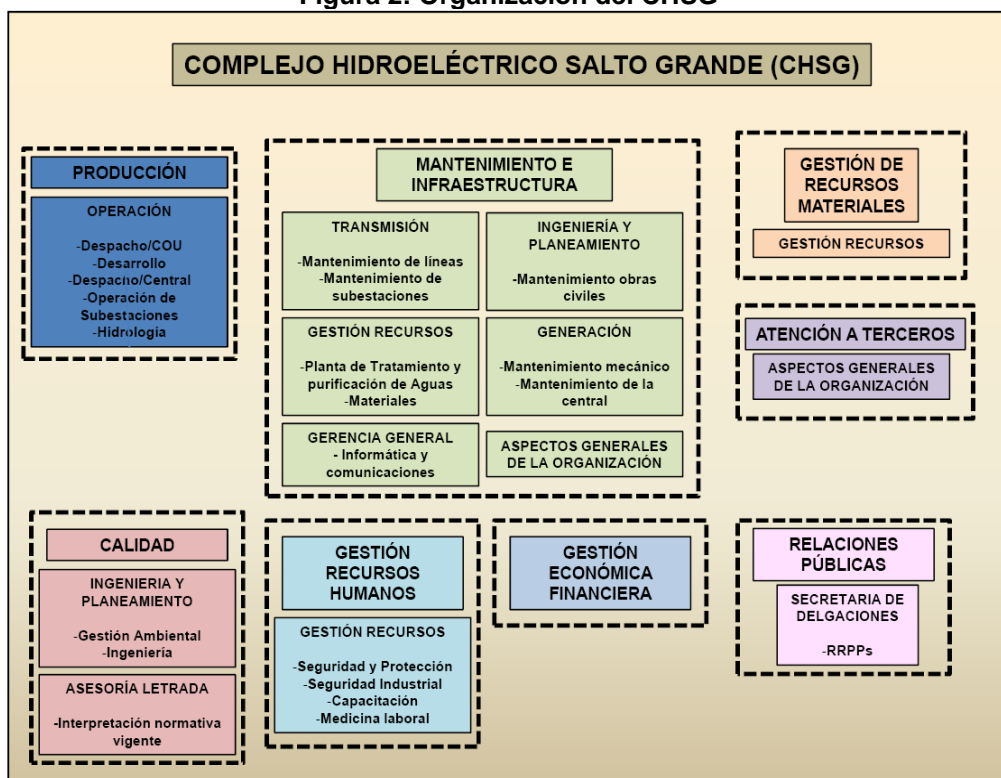 Figura 2: Organización del CHSG
COMPLEJO HIDROELÉCTRICO SALTO GRANDE (CHSG)
PRODUCCIÓN
OPERACIÓN
-Despacho/COU
-Desarrollo
-Despacho/Central
-Operación de
Subestaciones
-Hidrología
MANTENIMIENTO E
INFRAESTRUCTURA
TRANSMISIÓN
-Mantenimiento de líneas
-Mantenimiento de
subestaciones
INGENIERÍA Y
PLANEAMIENTO
-Mantenimiento obras
civiles
GESTIÓN RECURSOS
-Planta de Tratamiento y
purificación de Aguas
-Materiales
GENERACIÓN
-Mantenimiento mecánico
-Mantenimiento de la
central
GERENCIA GENERAL
- Informática y
comunicaciones
ASPECTOS GENERALES
DE LA ORGANIZACIÓN
GESTIÓN DE
RECURSOS
MATERIALES
GESTIÓN RECURSOS
ATENCIÓN A TERCEROS
ASPECTOS GENERALES
DE LA ORGANIZACIÓN
CALIDAD
INGENIERIA Y
PLANEAMIENTO
-Gestión Ambiental
-Ingeniería
ASESORÍA LETRADA
-Interpretación normativa
vigente
GESTIÓN
RECURSOS
HUMANOS
GESTIÓN RECURSOS
-Seguridad y Protección
-Seguridad Industrial
-Capacitación
-Medicina laboral
GESTIÓN
ECONÓMICA
FINANCIERA
RELACIONES
PÚBLICAS
SECRETARIA DE
DELGACIONES
-RRPPs